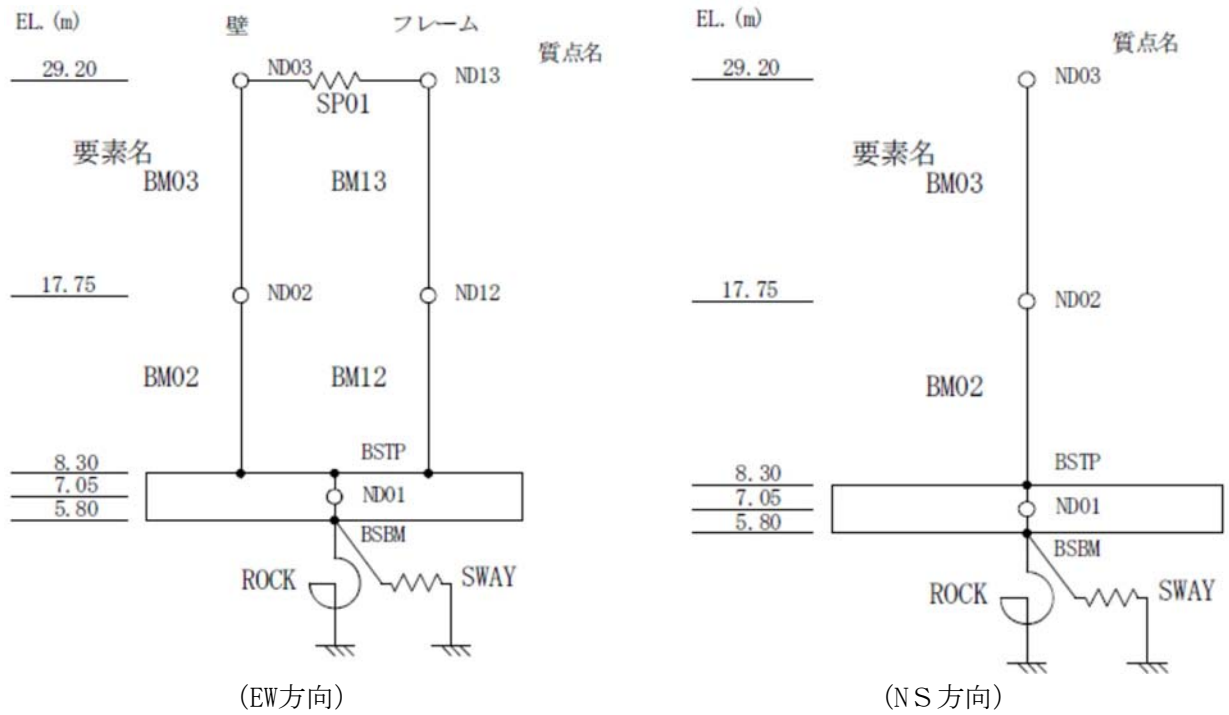 EL. (m)
壁
フレーム
質点名
29.20
ND03
ND13
SP01
要素名
BM03
BM13
17.75
ND02
ND12
BM02
BM12
BSTP
8.30
7.05
ND01
5.80
BSBM
ROCK
SWAY
(EW方向)
EL. (m)
質点名
29.20
ND03
要素名
BM03
17.75
ND02
BM02
BSTP
8.30
7.05
ND01
5.80
BSBM
ROCK
SWAY
(NS方向)